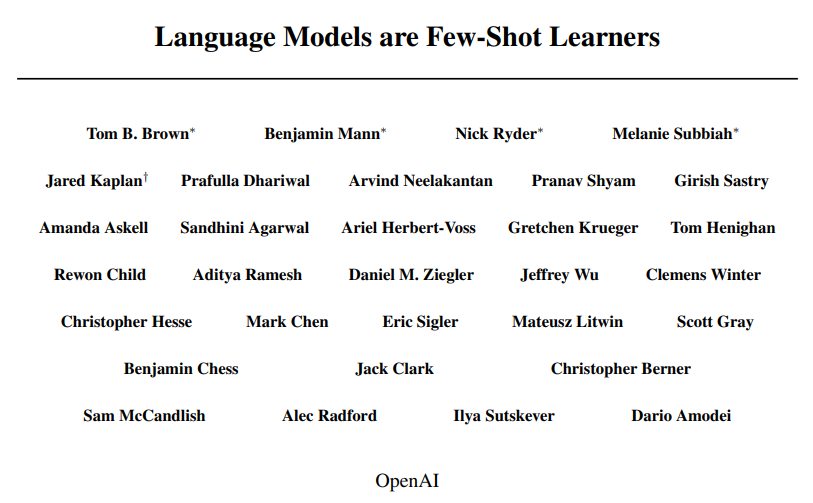 Language Models are Few-Shot Learners
Tom B. Brown* Benjamin Mann* Nick Ryder* Melanie Subbiah*
Jared Kaplan† Prafulla Dhariwal Arvind Neelakantan Pranav Shyam Girish Sastry
Amanda Askell Sandhini Agarwal Ariel Herbert-Voss Gretchen Krueger Tom Henighan
Rewon Child Aditya Ramesh Daniel M. Ziegler Jeffrey Wu Clemens Winter
Christopher Hesse Mark Chen Eric Sigler Mateusz Litwin Scott Gray
Benjamin Chess Jack Clark Christopher Berner
Sam McCandlish Alec Radford Ilya Sutskever Dario Amodei
OpenAI